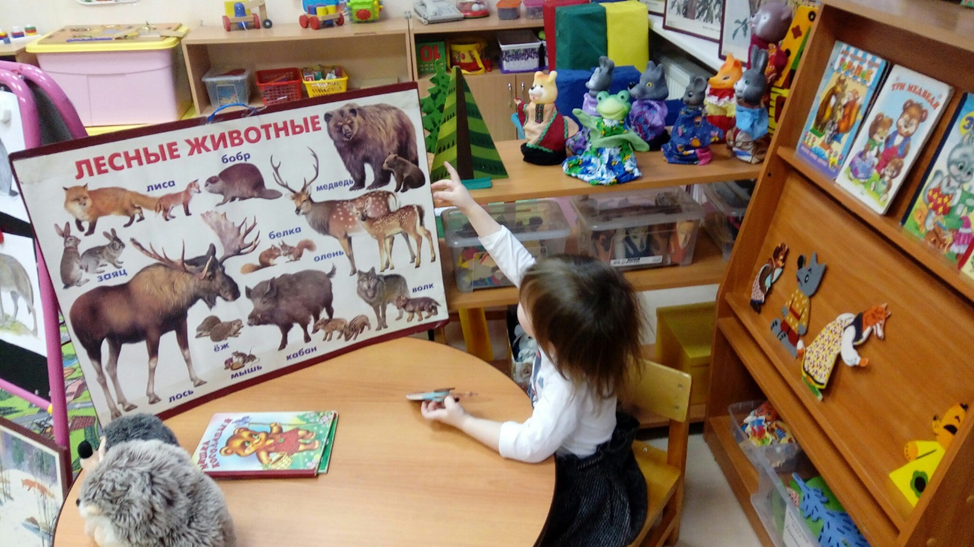 ЛЕСНЫЕ ЖИВОТНЫЕ
бобр
лиса
медведь
белка
олень
заяц
волк
ёж
кабан
мышь
лось
ТРИ МЕДВЕДЯ